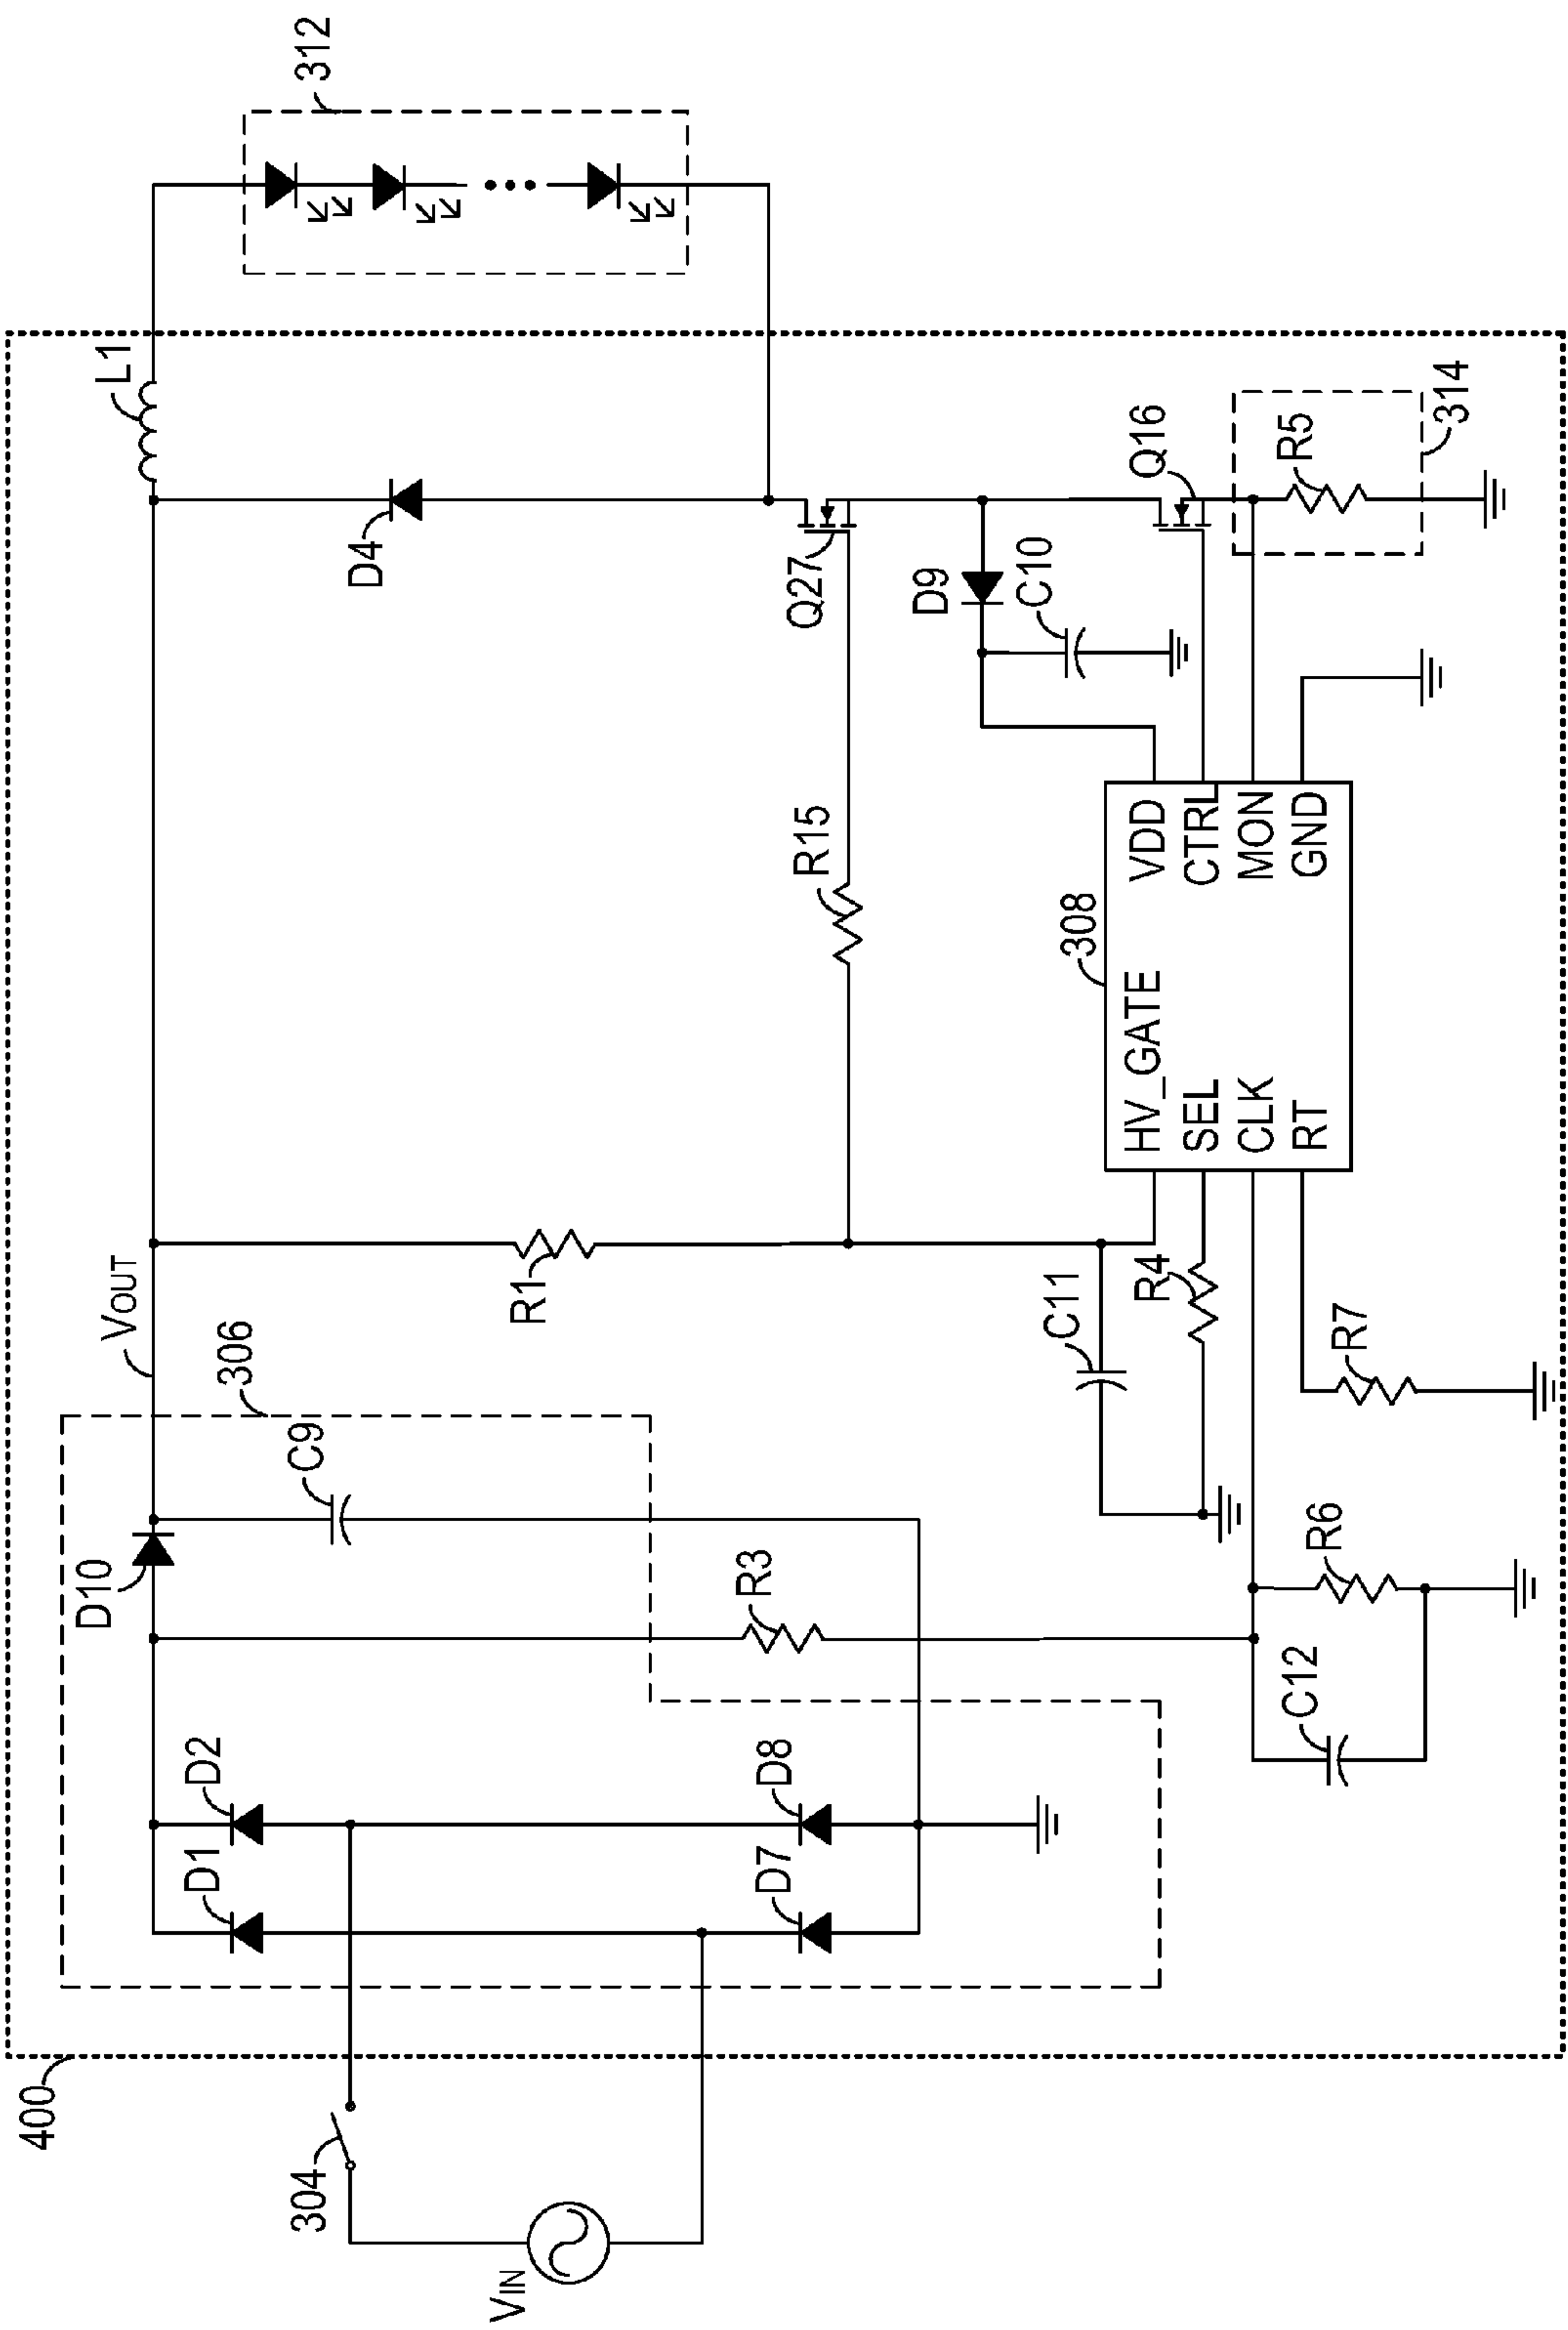 400
304
VIN
306
D1
D2
D7
D8
D10
C9
R3
C12
R6
VOUT
R1
C11
R4
R7
R15
308
HV_GATE
SEL
CLK
RT
VDD
CTRL
MON
GND
D4
L1
Q27
D9
C10
Q16
R5
314
312